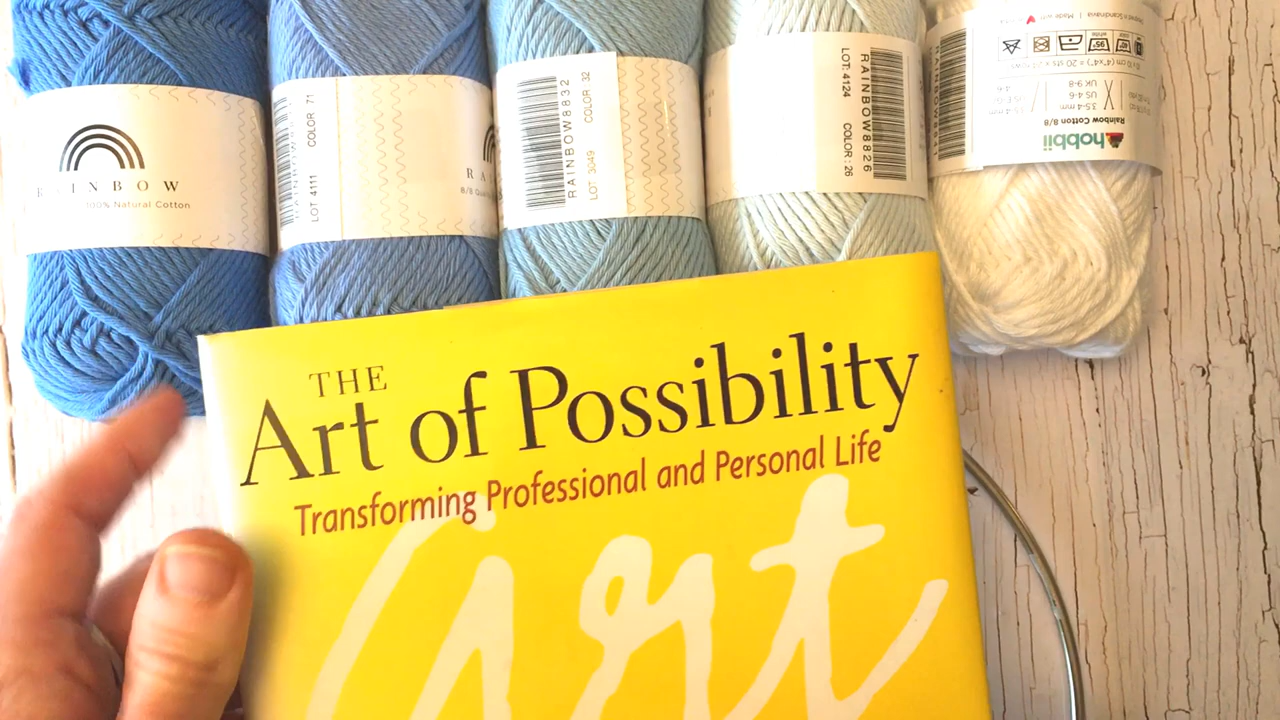 RAINBOW
100% Natural Cotton
LOT 4111 COLOR 71
RA
RAINBOW8832
LOT 3049 COLOR 32
LOT: 4124 COLOR: 26
RAINBOW8826
hobbii
Rainbow Cotton 8/8
3.5-4 mm
US 4-6
UK 9-8
THE
Art of Possibility
Transforming Professional and Personal Life
art